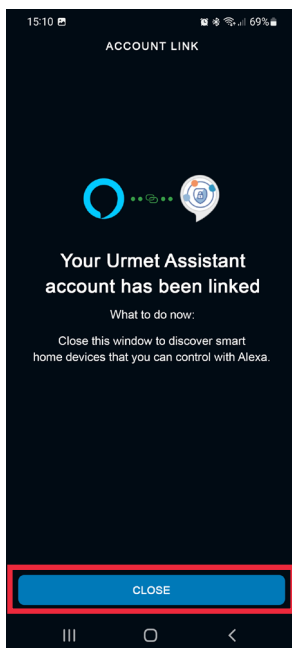 15:10 69%
ACCOUNT LINK
Your Urmet Assistant
account has been linked
What to do now:
Close this window to discover smart
home devices that you can control with Alexa.
CLOSE